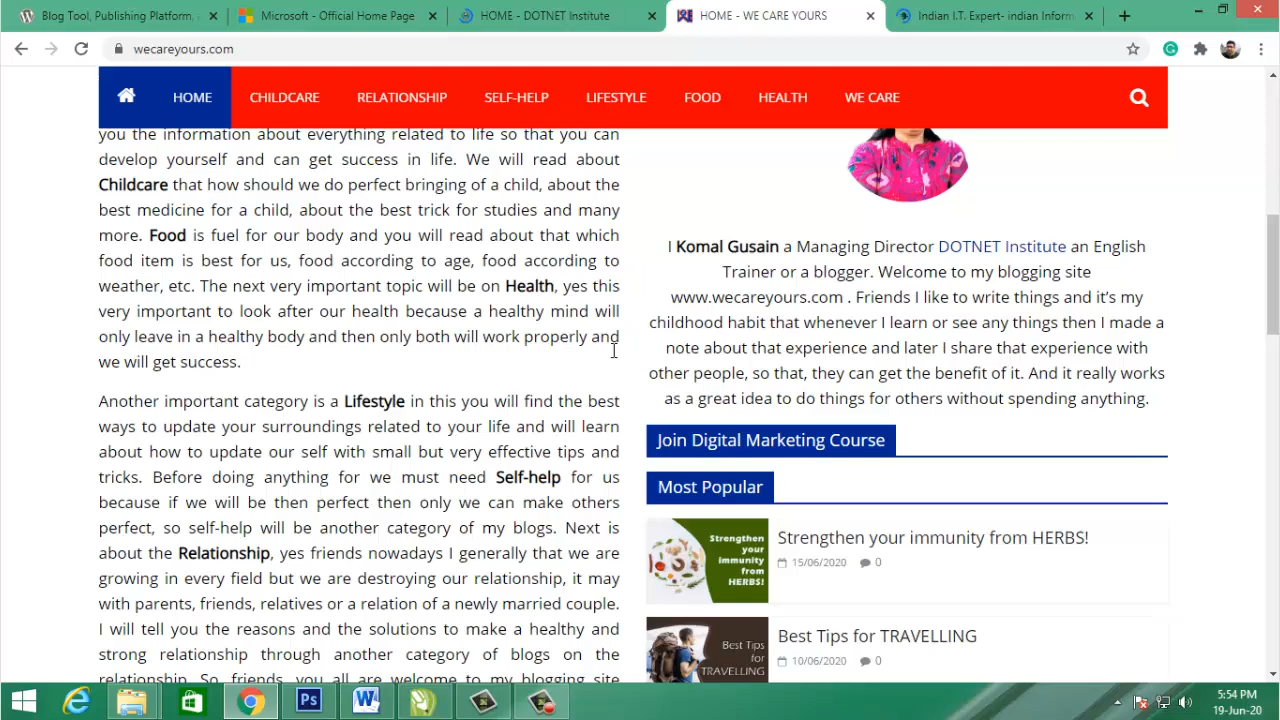 Blog Tool, Publishing Platform,
Microsoft - Official Home Page
HOME - DOTNET Institute
HOME - WE CARE YOURS
Indian I.T. Expert- indian Inform
wecareyours.com
HOME
CHILDCARE
RELATIONSHIP
SELF-HELP
LIFESTYLE
FOOD
HEALTH
WE CARE
you the information about everything related to life so that you can
develop yourself and can get success in life. We will read about
Childcare that how should we do perfect bringing of a child, about the
best medicine for a child, about the best trick for studies and many
more. Food is fuel for our body and you will read about that which
food item is best for us, food according to age, food according to
weather, etc. The next very important topic will be on Health, yes this
very important to look after our health because a healthy mind will
only leave in a healthy body and then only both will work properly and
we will get success.
Another important category is a Lifestyle in this you will find the best
ways to update your surroundings related to your life and will learn
about how to update our self with small but very effective tips and
tricks. Before doing anything for we must need Self-help for us
because if we will be then perfect then only we can make others
perfect, so self-help will be another category of my blogs. Next is
about the Relationship, yes friends nowadays I generally that we are
growing in every field but we are destroying our relationship, it may
with parents, friends, relatives or a relation of a newly married couple.
I will tell you the reasons and the solutions to make a healthy and
strong relationship through another category of blogs on the
relationship. So, friends, you all are welcome to my blogging site
I Komal Gusain a Managing Director DOTNET Institute an English
Trainer or a blogger. Welcome to my blogging site
www.wecareyours.com . Friends I like to write things and it's my
childhood habit that whenever I learn or see any things then I made a
note about that experience and later I share that experience with
other people, so that, they can get the benefit of it. And it really works
as a great idea to do things for others without spending anything.
Join Digital Marketing Course
Most Popular
Strengthen
your
immunity
from
HERBS!
Strengthen your immunity from HERBS!
15/06/2020 0
Best Tips
for
TRAVELLING
Best Tips for TRAVELLING
10/06/2020 0
Ps
W
5:54 PM
19-Jun-20